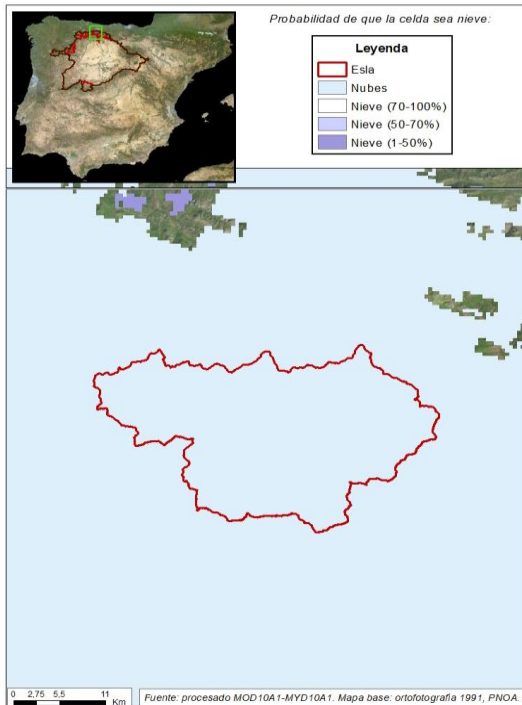 Probabilidad de que la celda sea nieve:
Leyenda
Esla
Nubes
Nieve (70-100%)
Nieve (50-70%)
Nieve (1-50%)
0 2,75 5,5 11
Km
Fuente: procesado MOD10A1-MYD10A1. Mapa base: ortofotografía 1991, PNOA.